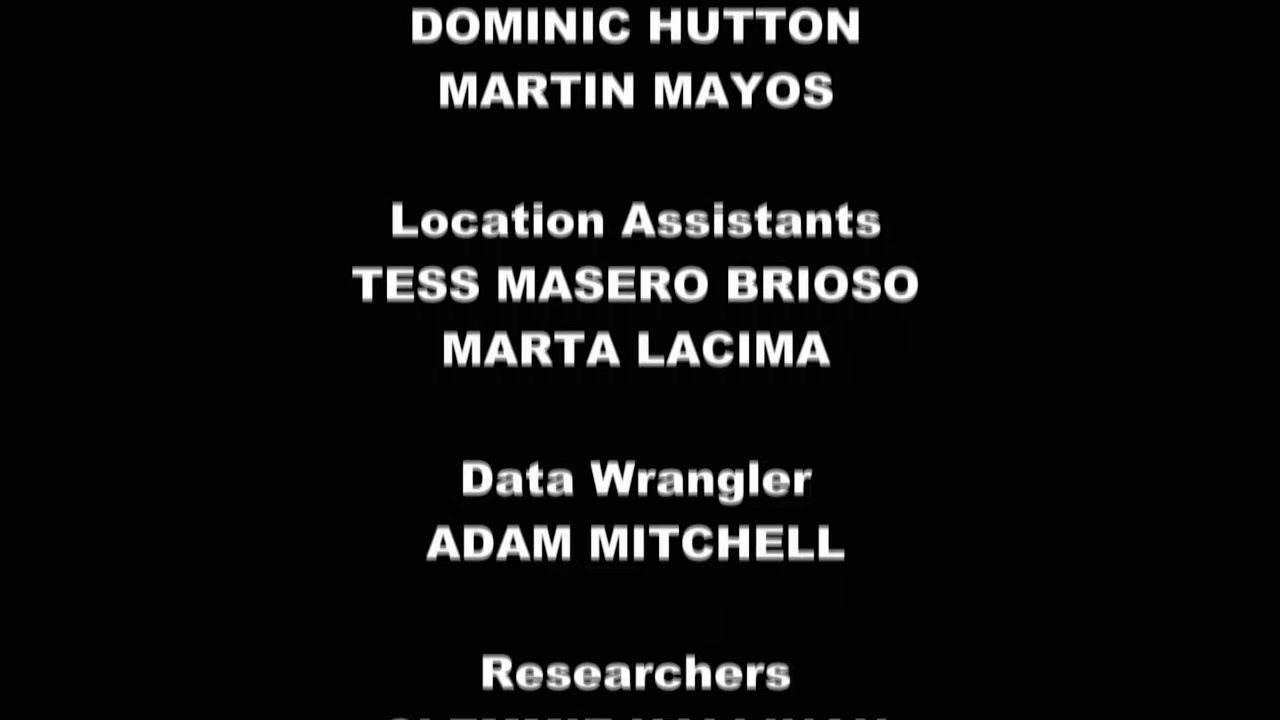 DOMINIC HUTTON
MARTIN MAYOS
Location Assistants
TESS MASERO BRIOSO
MARTA LACIMA
Data Wrangler
ADAM MITCHELL
Researchers